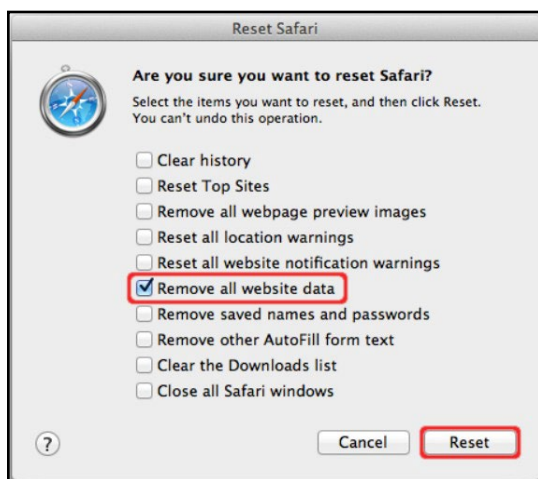 Reset Safari
Are you sure you want to reset Safari?
Select the items you want to reset, and then click Reset.
You can't undo this operation.
Clear history
Reset Top Sites
Remove all webpage preview images
Reset all location warnings
Reset all website notification warnings
Remove all website data
Remove saved names and passwords
Remove other AutoFill form text
Clear the Downloads list
Close all Safari windows
? Cancel Reset